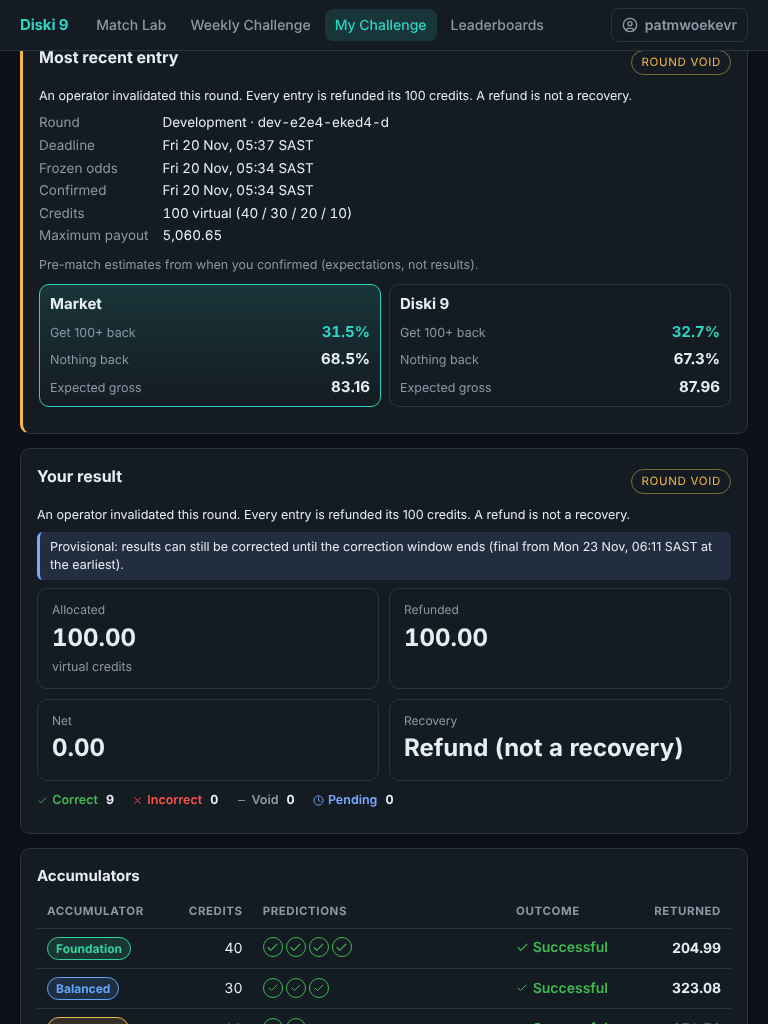 Diski 9 Match Lab Weekly Challenge My Challenge Leaderboards patmwoekevr
Most recent entry
ROUND VOID
An operator invalidated this round. Every entry is refunded its 100 credits. A refund is not a recovery.
Round Development · dev-e2e4-eked4-d
Deadline Fri 20 Nov, 05:37 SAST
Frozen odds Fri 20 Nov, 05:34 SAST
Confirmed Fri 20 Nov, 05:34 SAST
Credits 100 virtual (40 / 30 / 20 / 10)
Maximum payout 5,060.65
Pre-match estimates from when you confirmed (expectations, not results).
Market
Get 100+ back 31.5%
Nothing back 68.5%
Expected gross 83.16
Diski 9
Get 100+ back 32.7%
Nothing back 67.3%
Expected gross 87.96
Your result
ROUND VOID
An operator invalidated this round. Every entry is refunded its 100 credits. A refund is not a recovery.
Provisional: results can still be corrected until the correction window ends (final from Mon 23 Nov, 06:11 SAST at
the earliest).
Allocated
100.00
virtual credits
Refunded
100.00
Net
0.00
Recovery
Refund (not a recovery)
Correct 9 Incorrect 0 Void 0 Pending 0
Accumulators
ACCUMULATOR CREDITS PREDICTIONS OUTCOME RETURNED
Foundation 40 Successful 204.99
Balanced 30 Successful 323.08